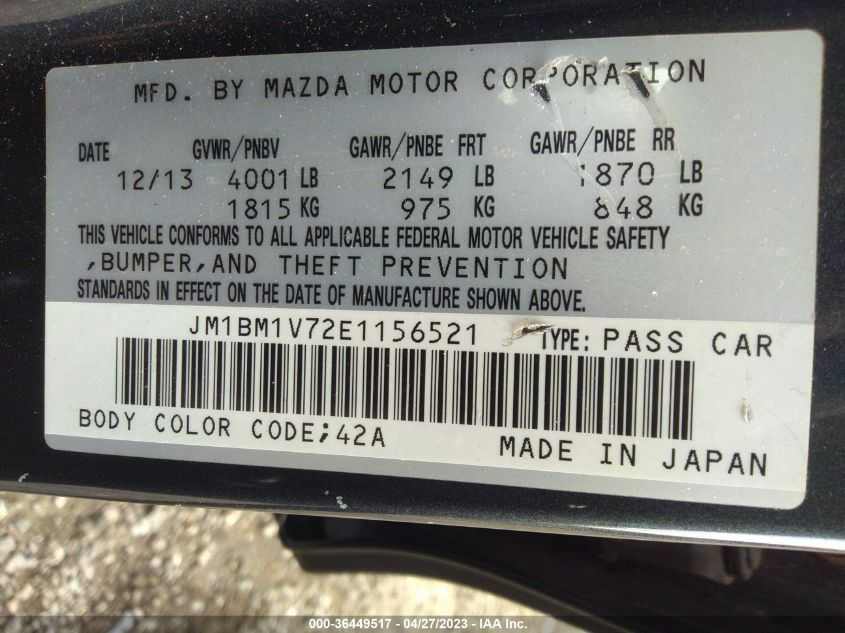 MFD. BY MAZDA MOTOR CORPORATION
DATE GVWR/PNBV GAWR/PNBE FRT GAWR/PNBE RR
12/13 4001 LB 2149 LB 1870 LB
1815 KG 975 KG 848 KG
THIS VEHICLE CONFORMS TO ALL APPLICABLE FEDERAL MOTOR VEHICLE SAFETY
,BUMPER,AND THEFT PREVENTION
STANDARDS IN EFFECT ON THE DATE OF MANUFACTURE SHOWN ABOVE.
JM1BM1V72E1156521 TYPE: PASS CAR
BODY COLOR CODE;42A MADE IN JAPAN
000-36449517 - 04/27/2023 - IAA Inc.